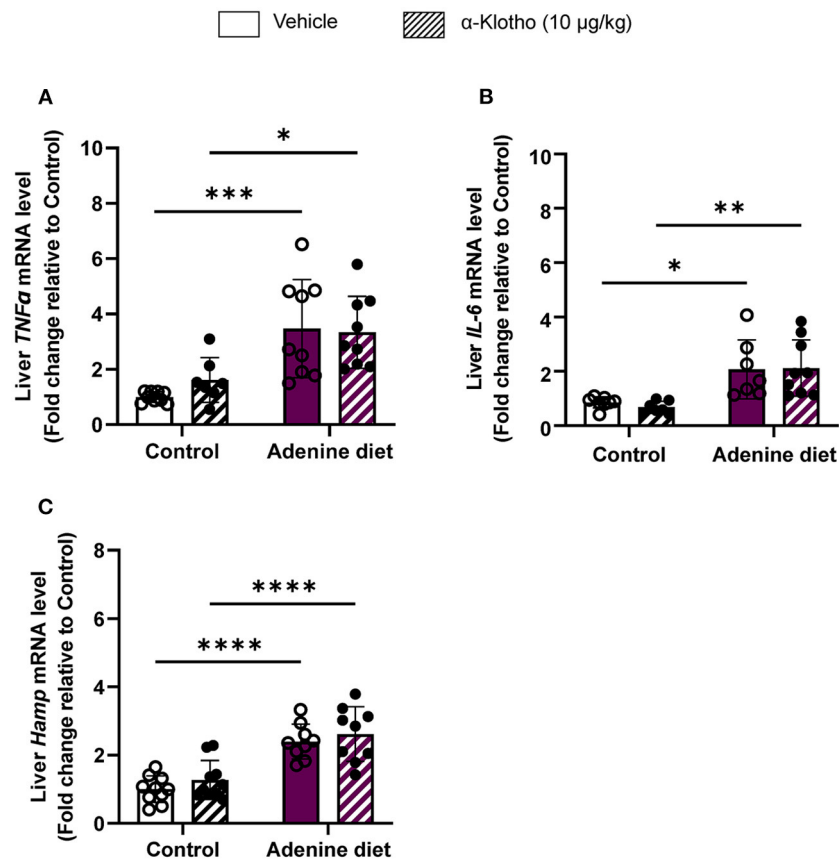 Vehicle
α-Klotho (10 µg/kg)
A
Liver TNFα mRNA level
(Fold change relative to Control)
10
8
6
4
2
0
*
***
Control
Adenine diet
B
Liver IL-6 mRNA level
(Fold change relative to Control)
10
8
6
4
2
0
**
*
Control
Adenine diet
C
Liver Hamp mRNA level
(Fold change relative to Control)
8
6
4
2
0
****
****
Control
Adenine diet